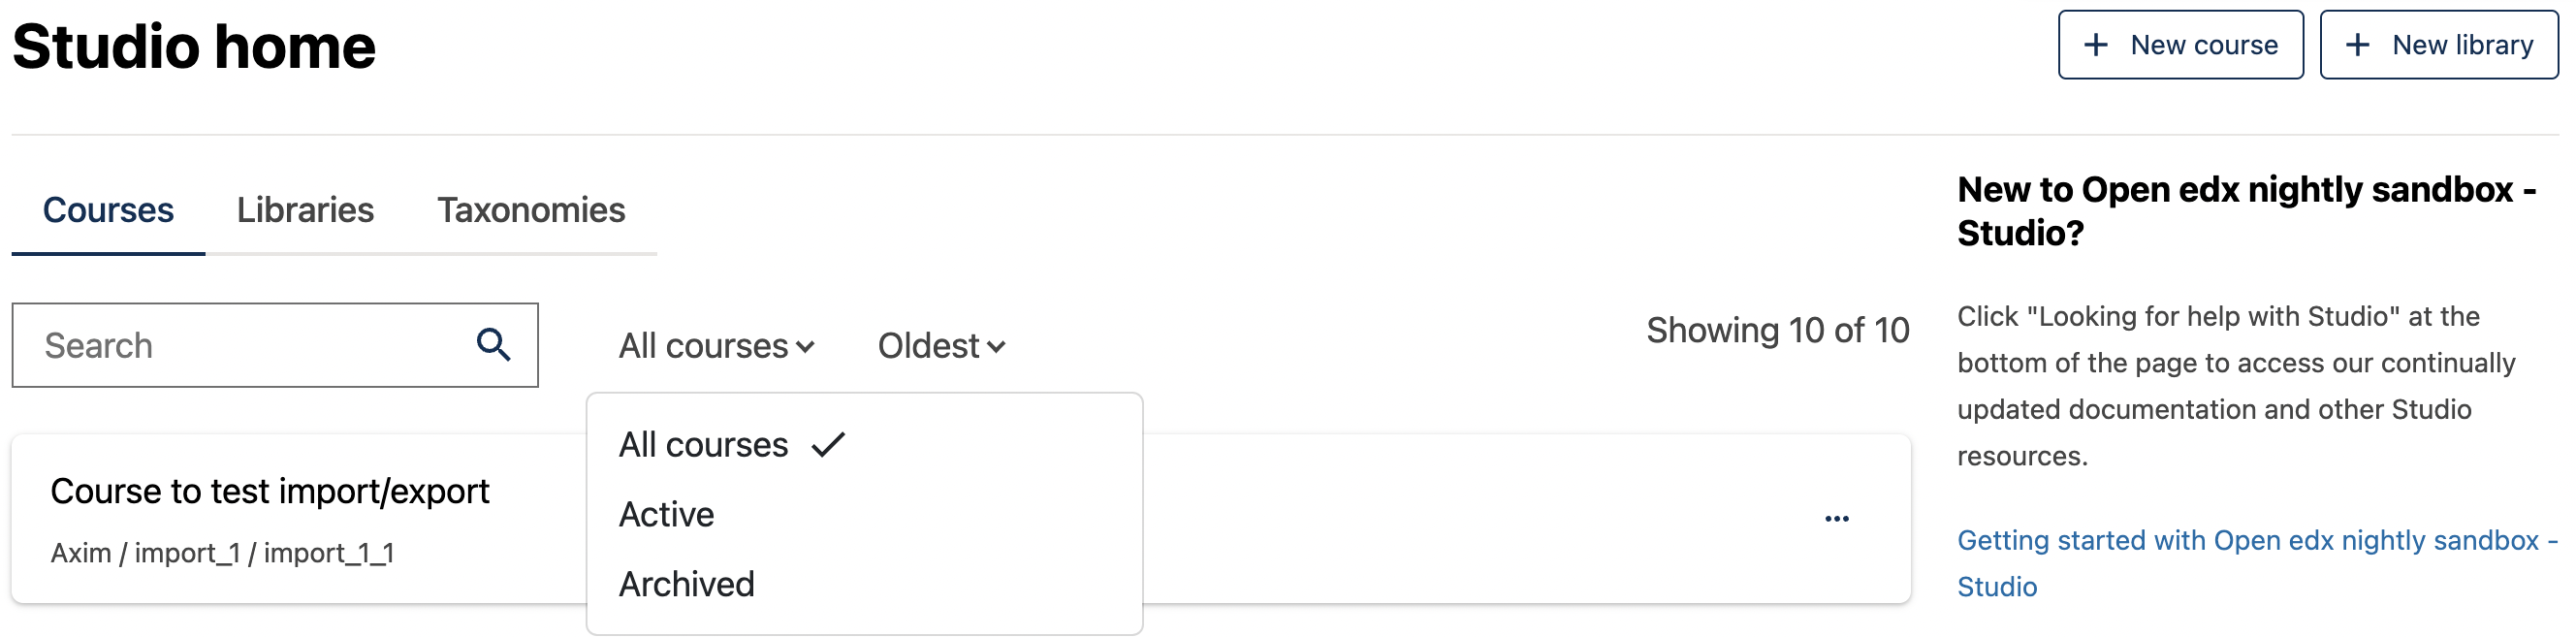 Studio home
+ New course
+ New library
Courses
Libraries
Taxonomies
Search
All courses
Oldest
Showing 10 of 10
All courses
Active
Archived
Course to test import/export
Axim / import_1 / import_1_1
...
New to Open edx nightly sandbox -
Studio?
Click "Looking for help with Studio" at the
bottom of the page to access our continually
updated documentation and other Studio
resources.
Getting started with Open edx nightly sandbox -
Studio